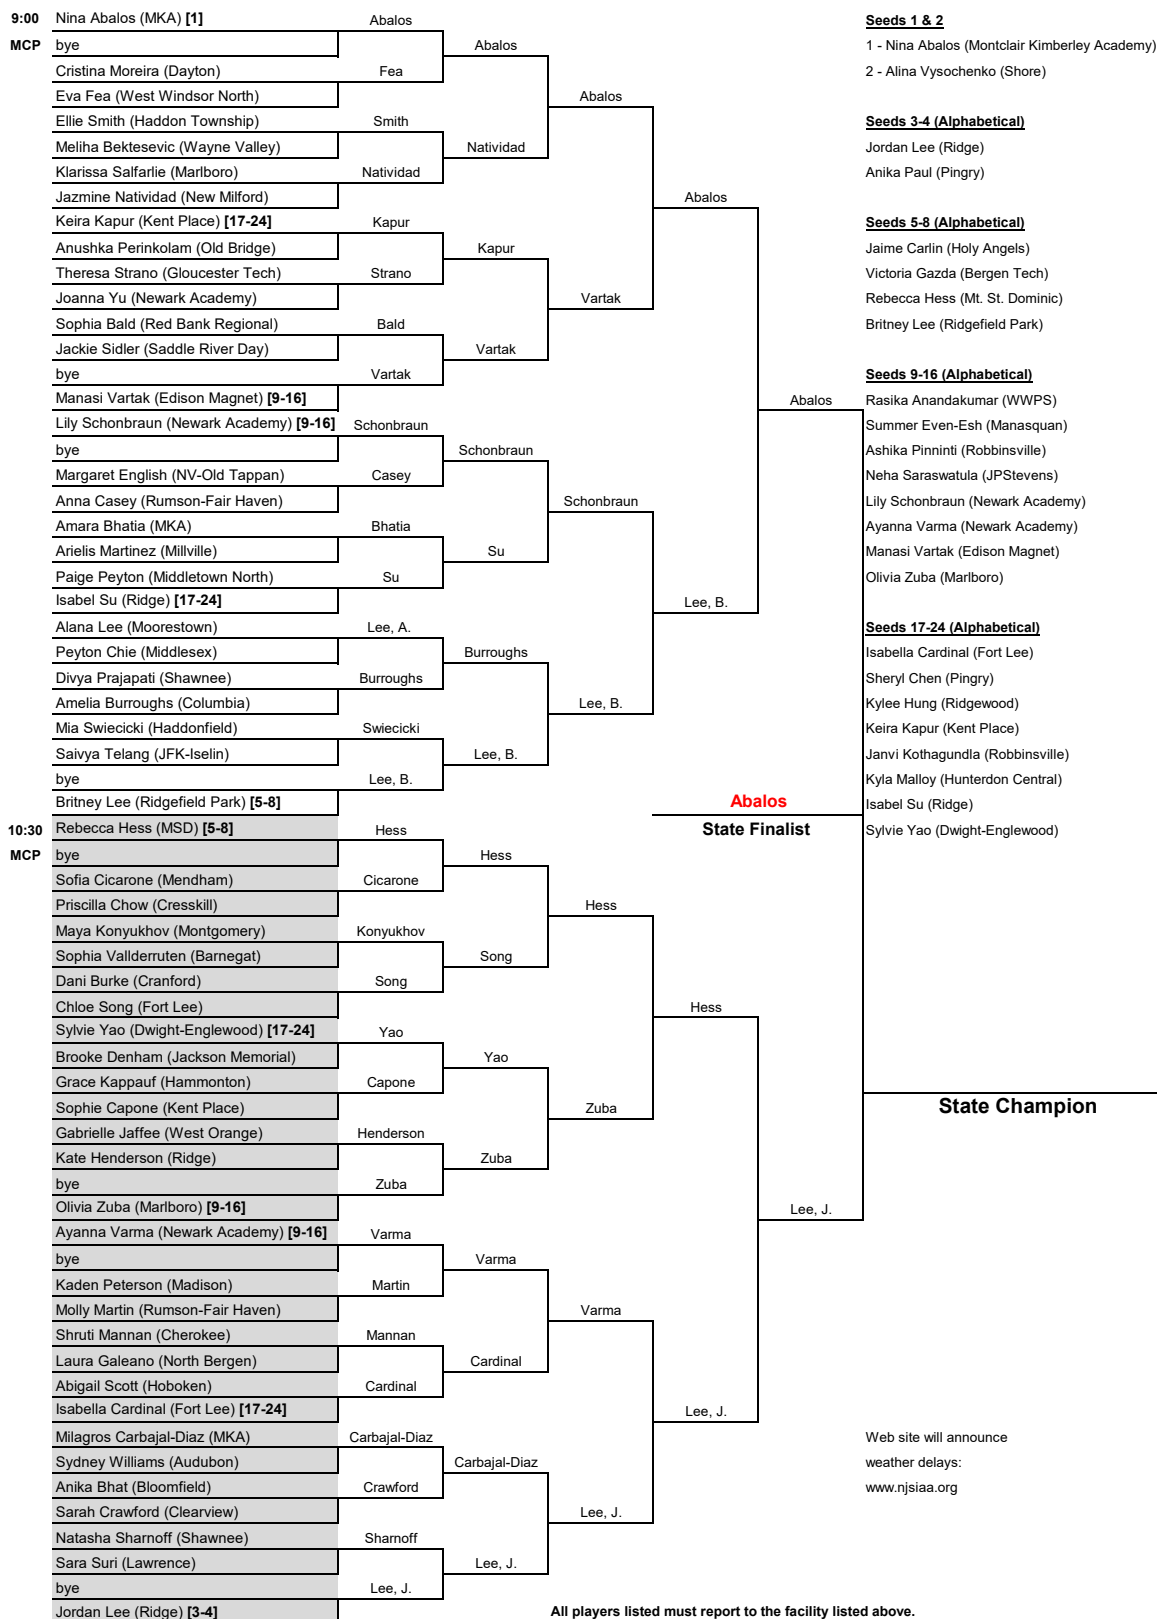 9:00
MCP
Nina Abalos (MKA) [1]
bye
Cristina Moreira (Dayton)
Eva Fea (West Windsor North)
Ellie Smith (Haddon Township)
Meliha Bektesevic (Wayne Valley)
Klarissa Salfarlie (Marlboro)
Jazmine Natividad (New Milford)
Keira Kapur (Kent Place) [17-24]
Anushka Perinkolam (Old Bridge)
Theresa Strano (Gloucester Tech)
Joanna Yu (Newark Academy)
Sophia Bald (Red Bank Regional)
Jackie Sidler (Saddle River Day)
bye
Manasi Vartak (Edison Magnet) [9-16]
Lily Schonbraun (Newark Academy) [9-16]
bye
Margaret English (NV-Old Tappan)
Anna Casey (Rumson-Fair Haven)
Amara Bhatia (MKA)
Arielis Martinez (Millville)
Paige Peyton (Middletown North)
Isabel Su (Ridge) [17-24]
Alana Lee (Moorestown)
Peyton Chie (Middlesex)
Divya Prajapati (Shawnee)
Amelia Burroughs (Columbia)
Mia Swiecicki (Haddonfield)
Saivya Telang (JFK-Iselin)
bye
Britney Lee (Ridgefield Park) [5-8]
10:30
MCP
Rebecca Hess (MSD) [5-8]
bye
Sofia Cicarone (Mendham)
Priscilla Chow (Cresskill)
Maya Konyukhov (Montgomery)
Sophia Vallderruten (Barnegat)
Dani Burke (Cranford)
Chloe Song (Fort Lee)
Sylvie Yao (Dwight-Englewood) [17-24]
Brooke Denham (Jackson Memorial)
Grace Kappauf (Hammonton)
Sophie Capone (Kent Place)
Gabrielle Jaffee (West Orange)
Kate Henderson (Ridge)
bye
Olivia Zuba (Marlboro) [9-16]
Ayanna Varma (Newark Academy) [9-16]
bye
Kaden Peterson (Madison)
Molly Martin (Rumson-Fair Haven)
Shruti Mannan (Cherokee)
Laura Galeano (North Bergen)
Abigail Scott (Hoboken)
Isabella Cardinal (Fort Lee) [17-24]
Milagros Carbajal-Diaz (MKA)
Sydney Williams (Audubon)
Anika Bhat (Bloomfield)
Sarah Crawford (Clearview)
Natasha Sharnoff (Shawnee)
Sara Suri (Lawrence)
bye
Jordan Lee (Ridge) [3-4]
Abalos
Fea
Smith
Natividad
Kapur
Strano
Bald
Vartak
Schonbraun
Casey
Bhatia
Su
Lee, A.
Burroughs
Swiecicki
Lee, B.
Hess
Cicarone
Konyukhov
Song
Yao
Capone
Henderson
Zuba
Varma
Martin
Mannan
Cardinal
Carbajal-Diaz
Crawford
Sharnoff
Lee, J.
Abalos
Natividad
Kapur
Vartak
Schonbraun
Su
Burroughs
Lee, B.
Hess
Song
Yao
Zuba
Varma
Cardinal
Carbajal-Diaz
Lee, J.
Abalos
Vartak
Schonbraun
Lee, B.
Hess
Zuba
Varma
Lee, J.
Abalos
Lee, B.
Hess
Lee, J.
Abalos
Lee, J.
Abalos
State Finalist
State Champion
Seeds 1 & 2
1 - Nina Abalos (Montclair Kimberley Academy)
2 - Alina Vysochenko (Shore)
Seeds 3-4 (Alphabetical)
Jordan Lee (Ridge)
Anika Paul (Pingry)
Seeds 5-8 (Alphabetical)
Jaime Carlin (Holy Angels)
Victoria Gazda (Bergen Tech)
Rebecca Hess (Mt. St. Dominic)
Britney Lee (Ridgefield Park)
Seeds 9-16 (Alphabetical)
Rasika Anandakumar (WWPS)
Summer Even-Esh (Manasquan)
Ashika Pinninti (Robbinsville)
Neha Saraswatula (JPStevens)
Lily Schonbraun (Newark Academy)
Ayanna Varma (Newark Academy)
Manasi Vartak (Edison Magnet)
Olivia Zuba (Marlboro)
Seeds 17-24 (Alphabetical)
Isabella Cardinal (Fort Lee)
Sheryl Chen (Pingry)
Kylee Hung (Ridgewood)
Keira Kapur (Kent Place)
Janvi Kothagundla (Robbinsville)
Kyla Malloy (Hunterdon Central)
Isabel Su (Ridge)
Sylvie Yao (Dwight-Englewood)
Web site will announce
weather delays:
www.njsiaa.org
All players listed must report to the facility listed above.